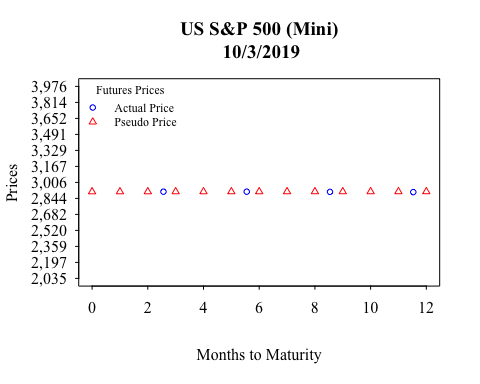 US S&P 500 (Mini)
10/3/2019
Futures Prices
Actual Price
Pseudo Price
Prices
3,976
3,814
3,652
3,491
3,329
3,167
3,006
2,844
2,682
2,520
2,359
2,197
2,035
0 2 4 6 8 10 12
Months to Maturity